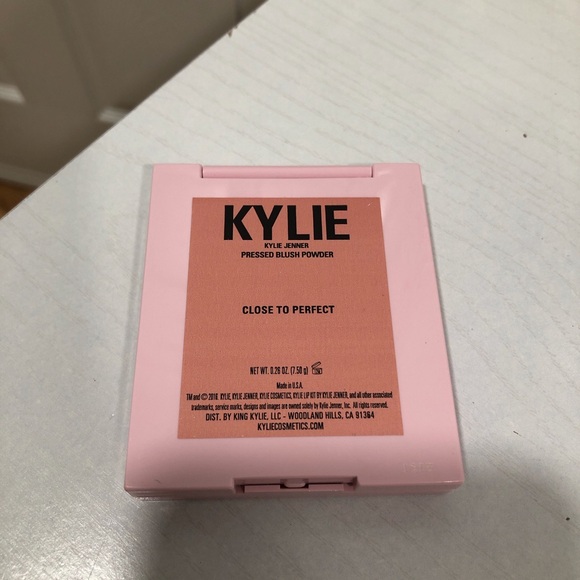 KYLIE
KYLIE JENNER
PRESSED BLUSH POWDER
CLOSE TO PERFECT
NET WT. 0.26 OZ. (7.50 g)
Made in U.S.A.
TM and © 2016 KYLIE, KYLIE JENNER, KYLIE COSMETICS, KYLIE LIP KIT BY KYLIE JENNER, and all other associated
trademarks, service marks, designs and images are owned solely by Kylie Jenner, Inc. All rights reserved.
DIST. BY KING KYLIE, LLC - WOODLAND HILLS, CA 91364
KYLIECOSMETICS.COM